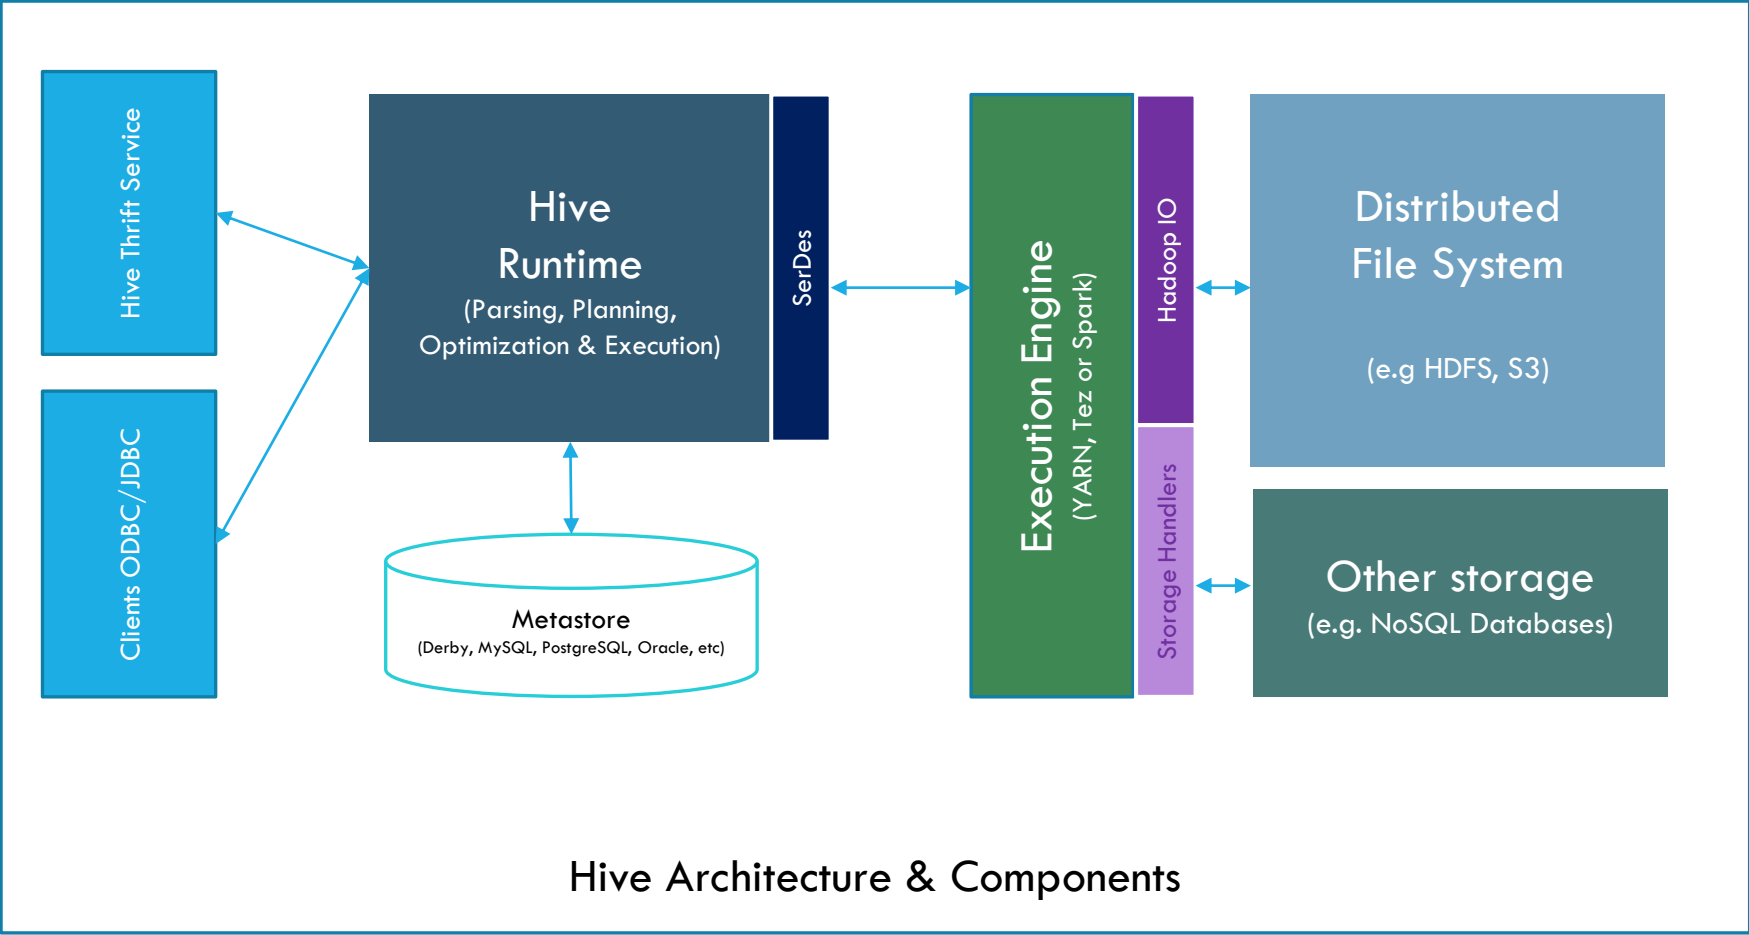 Hive Thrift Service
Clients ODBC/JDBC
Hive
Runtime
(Parsing, Planning,
Optimization & Execution)
SerDes
Metastore
(Derby, MySQL, PostgreSQL, Oracle, etc)
Execution Engine
(YARN, Tez or Spark)
Hadoop IO
Storage Handlers
Distributed
File System
(e.g HDFS, S3)
Other storage
(e.g. NoSQL Databases)
Hive Architecture & Components